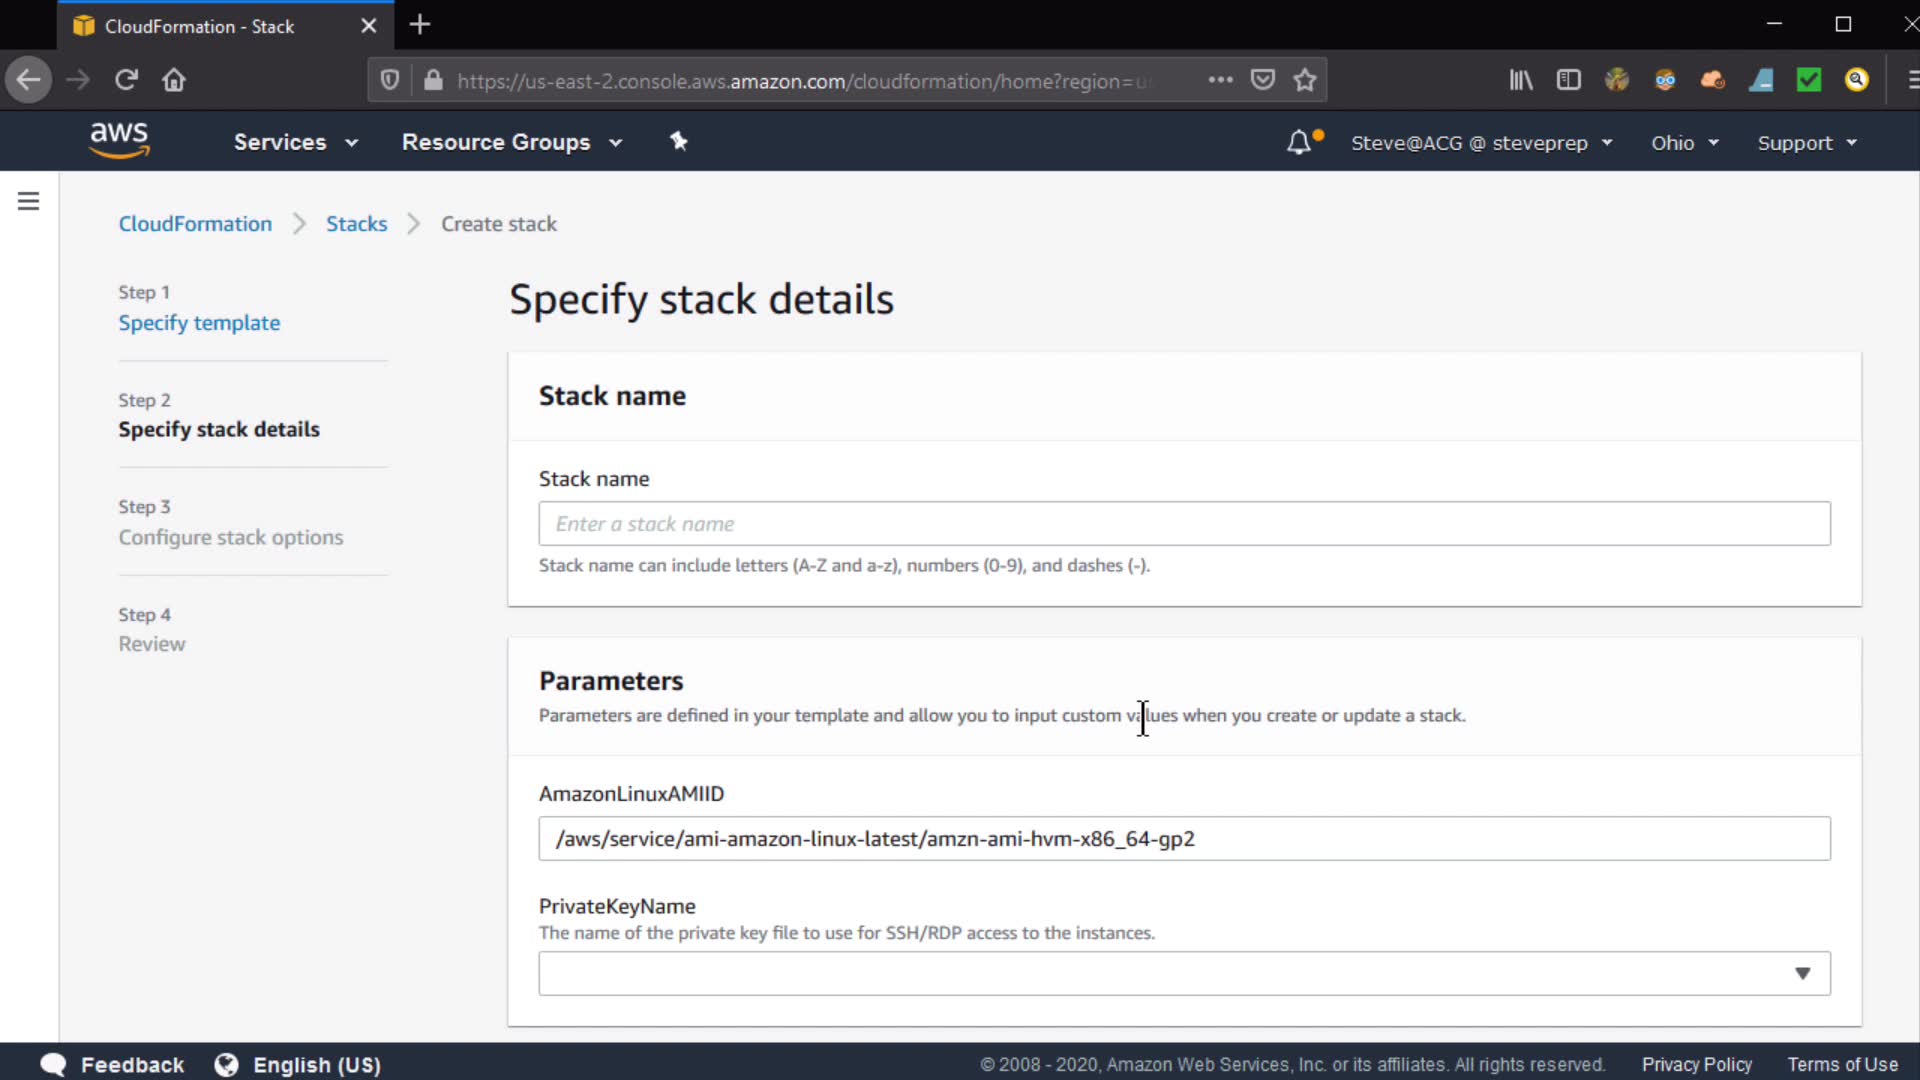 CloudFormation - Stack
https://us-east-2.console.aws.amazon.com/cloudformation/home?region=us
aws
Services
Resource Groups
Steve@ACG @ steveprep
Ohio
Support
CloudFormation
Stacks
Create stack
Step 1
Specify template
Step 2
Specify stack details
Step 3
Configure stack options
Step 4
Review
Specify stack details
Stack name
Stack name
Enter a stack name
Stack name can include letters (A-Z and a-z), numbers (0-9), and dashes (-).
Parameters
Parameters are defined in your template and allow you to input custom values when you create or update a stack.
AmazonLinuxAMIID
/aws/service/ami-amazon-linux-latest/amzn-ami-hvm-x86_64-gp2
PrivateKeyName
The name of the private key file to use for SSH/RDP access to the instances.
Feedback
English (US)
© 2008 - 2020, Amazon Web Services, Inc. or its affiliates. All rights reserved.
Privacy Policy
Terms of Use